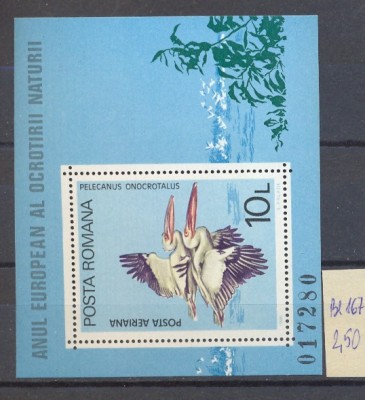 ANUL EUROPEAN AL OCROTIRII NATURII
PELECANUS ONOCROTALUS
10L
POSTA ROMANA
POSTA AERIANA
017280
Bl 167
2,50